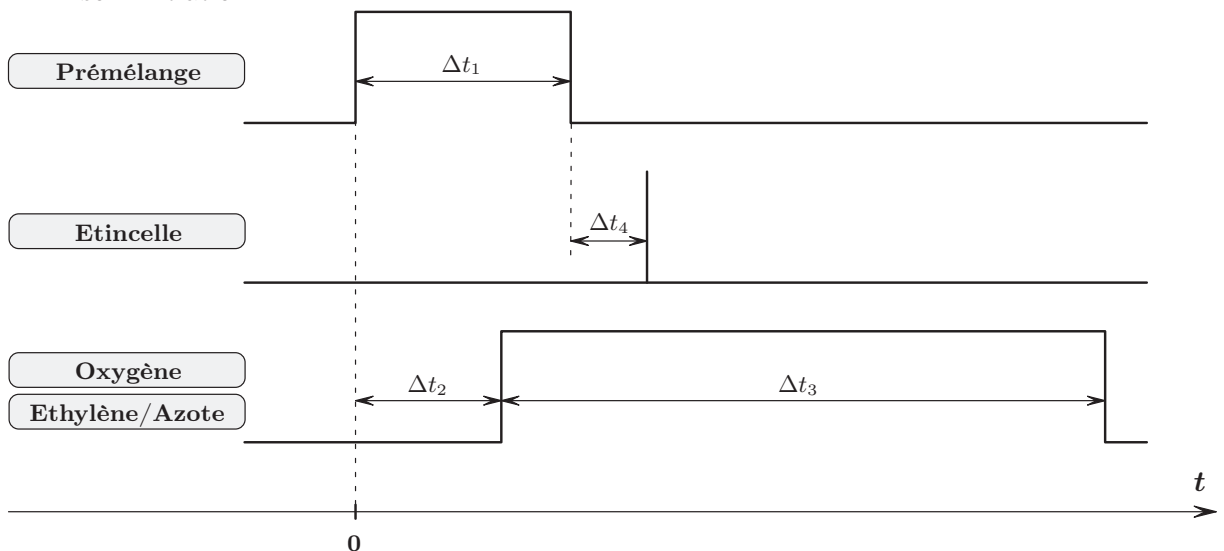 Prémélange
Δt₁
Etincelle
Δt₄
Oxygène
Ethylène/Azote
Δt₂
Δt₃
t
0